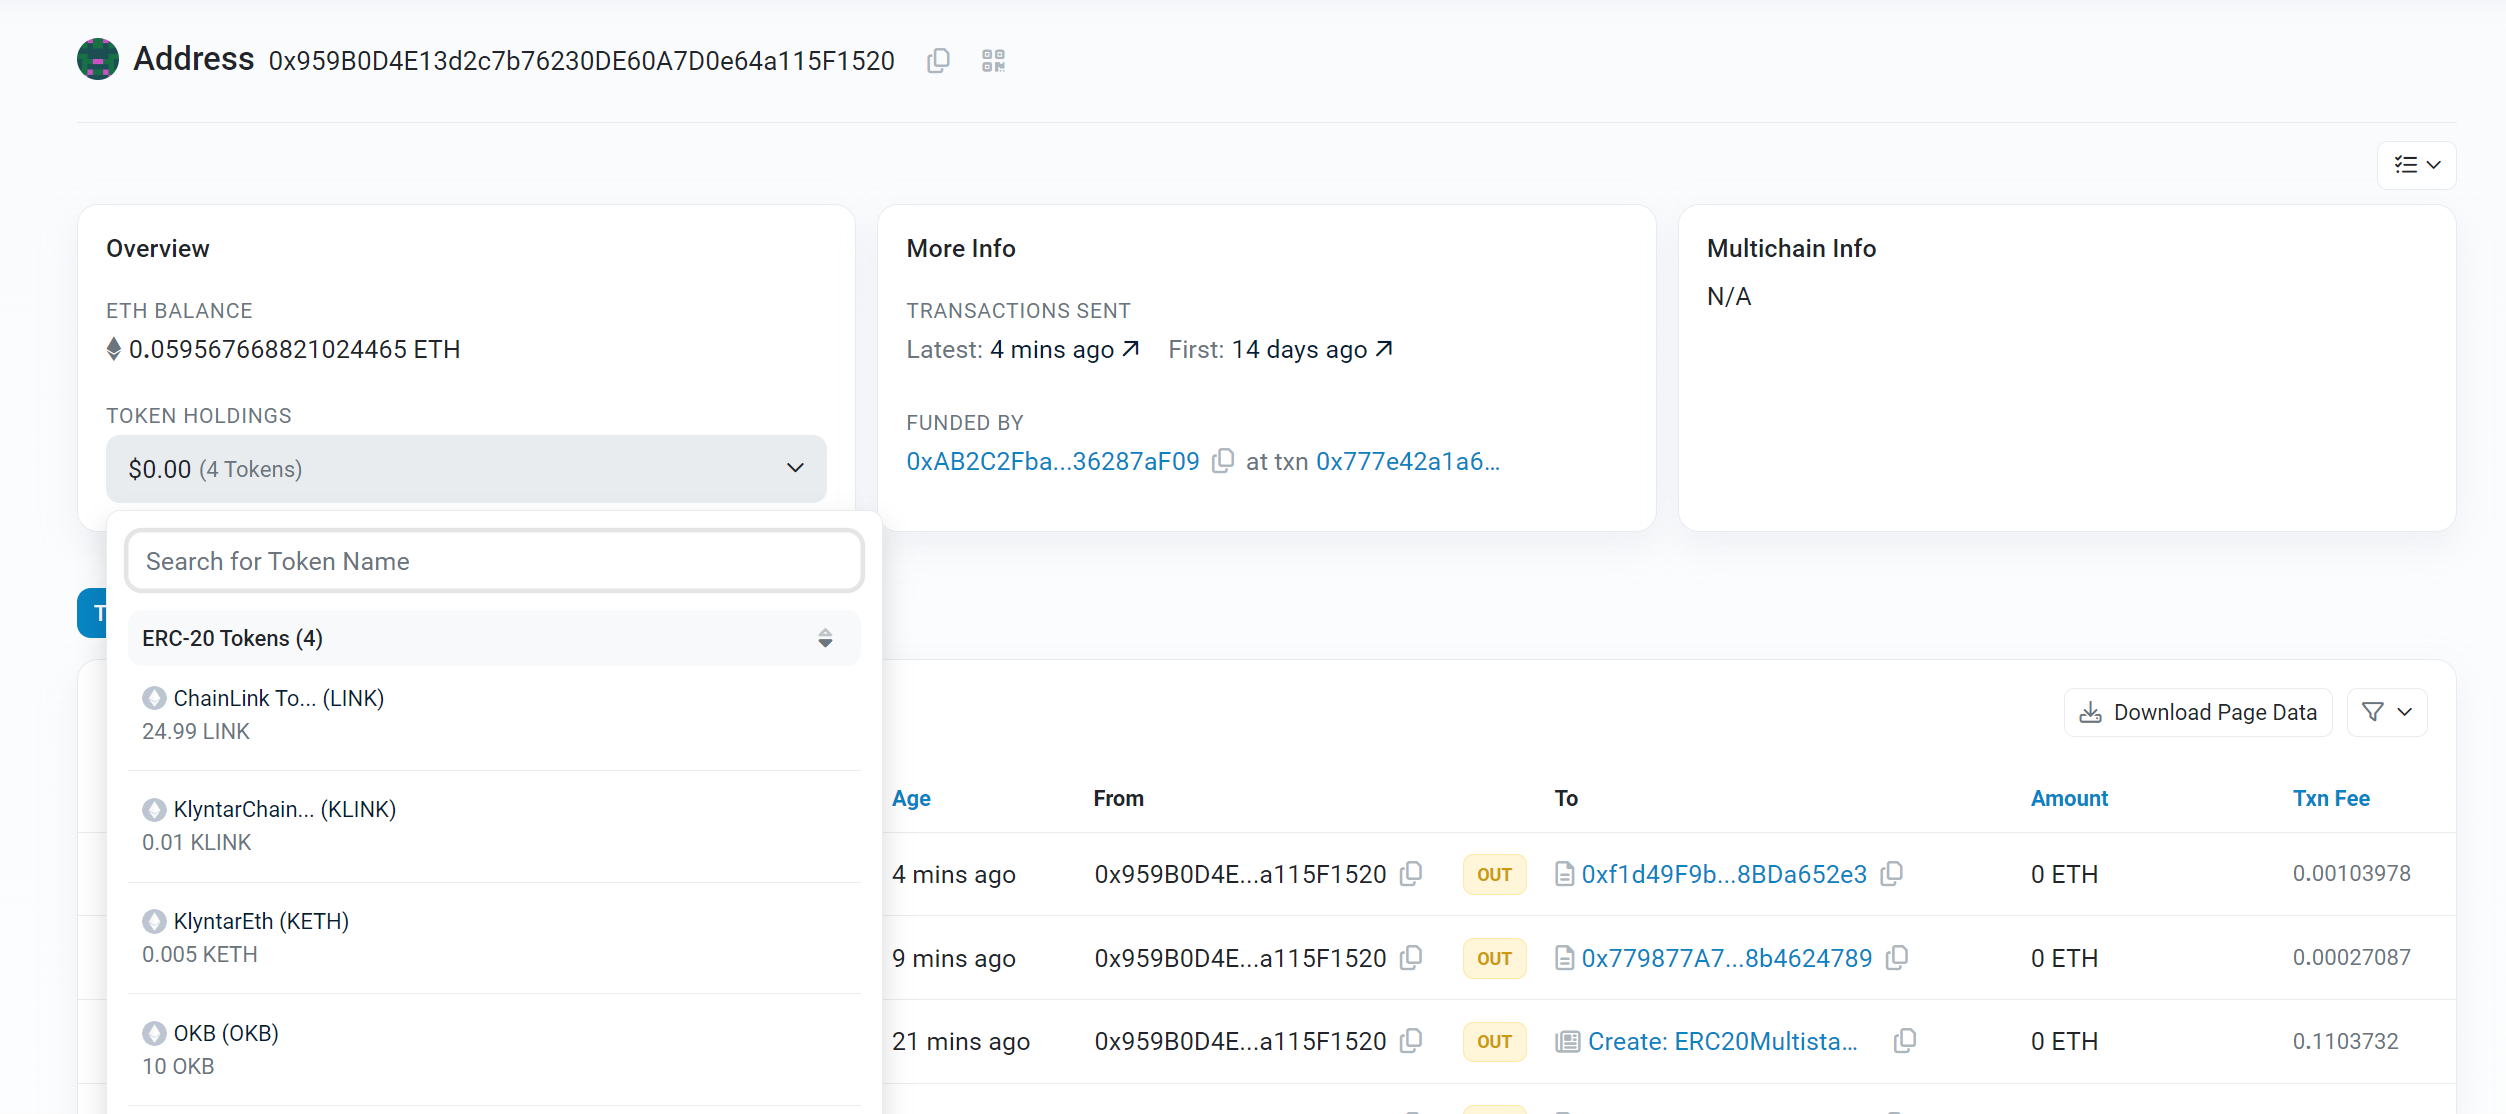 Address 0x959B0D4E13d2c7b76230DE60A7D0e64a115F1520
Overview
ETH BALANCE
0.059567668821024465 ETH
TOKEN HOLDINGS
$0.00 (4 Tokens)
More Info
TRANSACTIONS SENT
Latest: 4 mins ago First: 14 days ago
FUNDED BY
0xAB2C2Fba...36287aF09 at txn 0x777e42a1a6...
Multichain Info
N/A
Search for Token Name
ERC-20 Tokens (4)
ChainLink To... (LINK)
24.99 LINK
KlyntarChain... (KLINK)
0.01 KLINK
KlyntarEth (KETH)
0.005 KETH
OKB (OKB)
10 OKB
Download Page Data
Age From To Amount Txn Fee
4 mins ago 0x959B0D4E...a115F1520 OUT 0xf1d49F9b...8BDa652e3 0 ETH 0.00103978
9 mins ago 0x959B0D4E...a115F1520 OUT 0x779877A7...8b4624789 0 ETH 0.00027087
21 mins ago 0x959B0D4E...a115F1520 OUT Create: ERC20Multista... 0 ETH 0.1103732